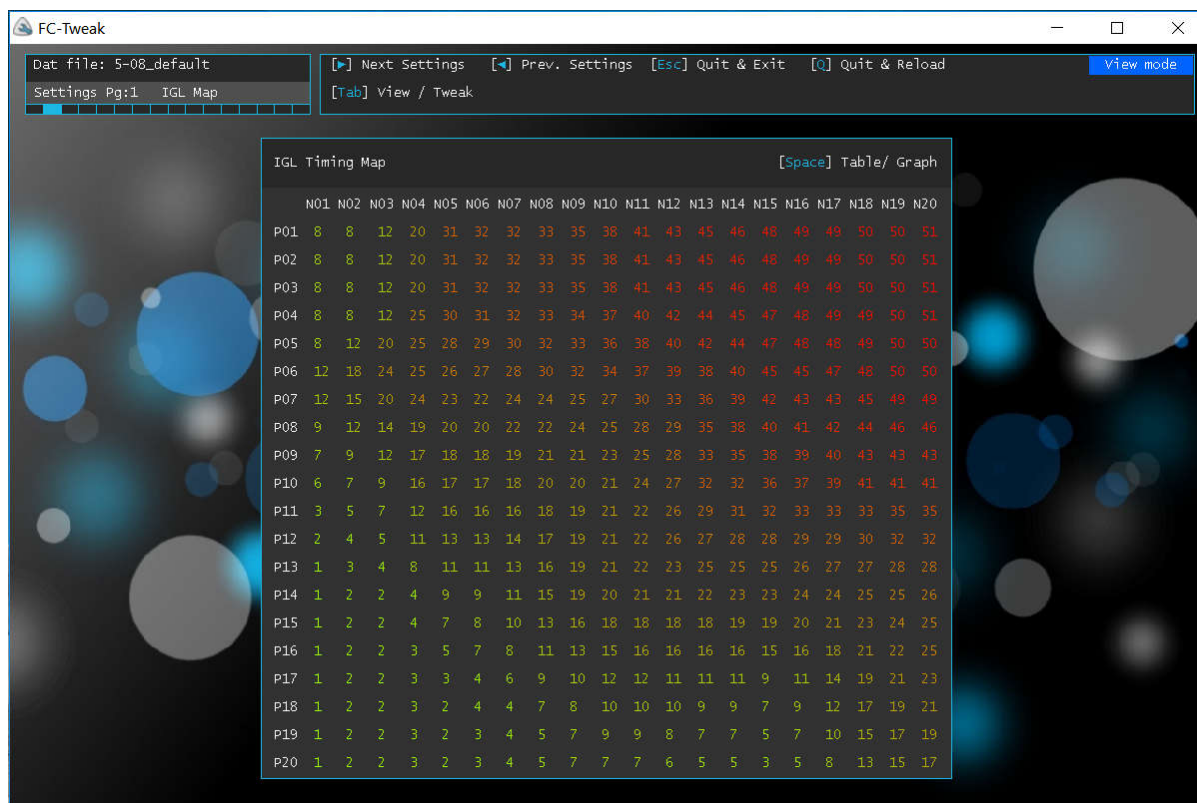 FC-Tweak
Dat file: 5-08_default
Settings Pg:1 IGL Map
[►] Next Settings [◄] Prev. Settings [Esc] Quit & Exit [Q] Quit & Reload
[Tab] View / Tweak
View mode
IGL Timing Map [Space] Table/ Graph
N01 N02 N03 N04 N05 N06 N07 N08 N09 N10 N11 N12 N13 N14 N15 N16 N17 N18 N19 N20
P01 8 8 12 20 31 32 32 33 35 38 41 43 45 46 48 49 49 50 50 51
P02 8 8 12 20 31 32 32 33 35 38 41 43 45 46 48 49 49 50 50 51
P03 8 8 12 20 31 32 32 33 35 38 41 43 45 46 48 49 49 50 50 51
P04 8 8 12 25 30 31 32 33 34 37 40 42 44 45 47 48 49 49 50 51
P05 8 12 20 25 28 29 30 32 33 36 38 40 42 44 47 48 48 49 50 50
P06 12 18 24 25 26 27 28 30 32 34 37 39 38 40 45 45 47 48 50 50
P07 12 15 20 24 23 22 24 24 25 27 30 33 36 39 42 43 43 45 49 49
P08 9 12 14 19 20 20 22 22 24 25 28 29 35 38 40 41 42 44 46 46
P09 7 9 12 17 18 18 19 21 21 23 25 28 33 35 38 39 40 43 43 43
P10 6 7 9 16 17 17 18 20 20 21 24 27 32 32 36 37 39 41 41 41
P11 3 5 7 12 16 16 16 18 19 21 22 26 29 31 32 33 33 33 35 35
P12 2 4 5 11 13 13 14 17 19 21 22 26 27 28 28 29 29 30 32 32
P13 1 3 4 8 11 11 13 16 19 21 22 23 25 25 25 26 27 27 28 28
P14 1 2 2 4 9 9 11 15 19 20 21 21 22 23 23 24 24 25 25 26
P15 1 2 2 4 7 8 10 13 16 18 18 18 18 19 19 20 21 23 24 25
P16 1 2 2 3 5 7 8 11 13 15 16 16 16 16 15 16 18 21 22 25
P17 1 2 2 3 3 4 6 9 10 12 12 11 11 11 9 11 14 19 21 23
P18 1 2 2 3 2 4 4 7 8 10 10 10 9 9 7 9 12 17 19 21
P19 1 2 2 3 2 3 4 5 7 9 9 8 7 7 5 7 10 15 17 19
P20 1 2 2 3 2 3 4 5 7 7 7 6 5 5 3 5 8 13 15 17